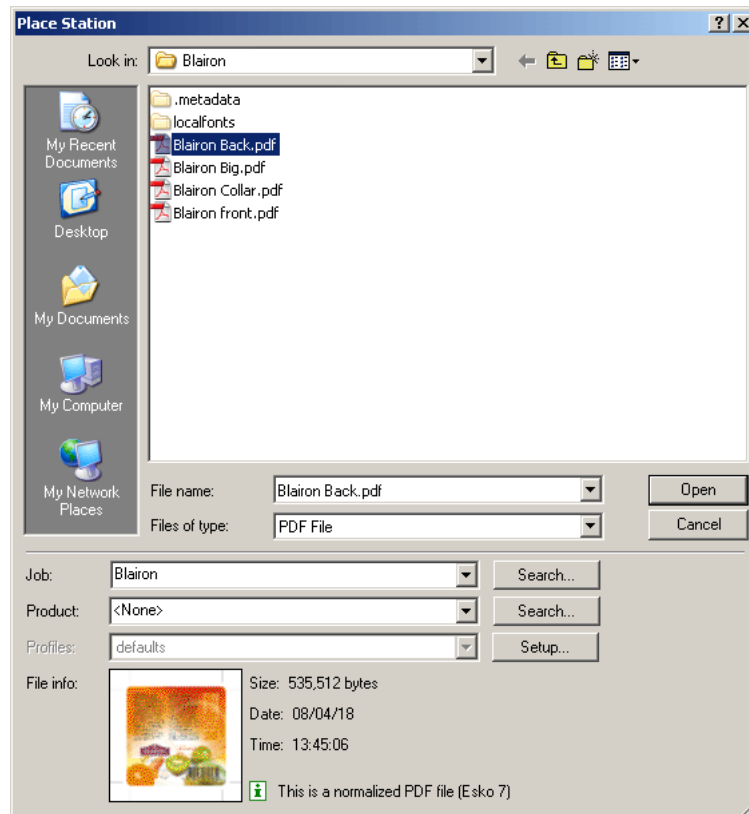 Place Station
Look in: Blairon
.metadata
localfonts
Blairon Back.pdf
Blairon Big.pdf
Blairon Collar.pdf
Blairon front.pdf
My Recent
Documents
Desktop
My Documents
My Computer
My Network
Places
File name: Blairon Back.pdf Open
Files of type: PDF File Cancel
Job: Blairon Search...
Product: <None> Search...
Profiles: defaults Setup...
File info: Size: 535,512 bytes
Date: 08/04/18
Time: 13:45:06
This is a normalized PDF file (Esko 7)